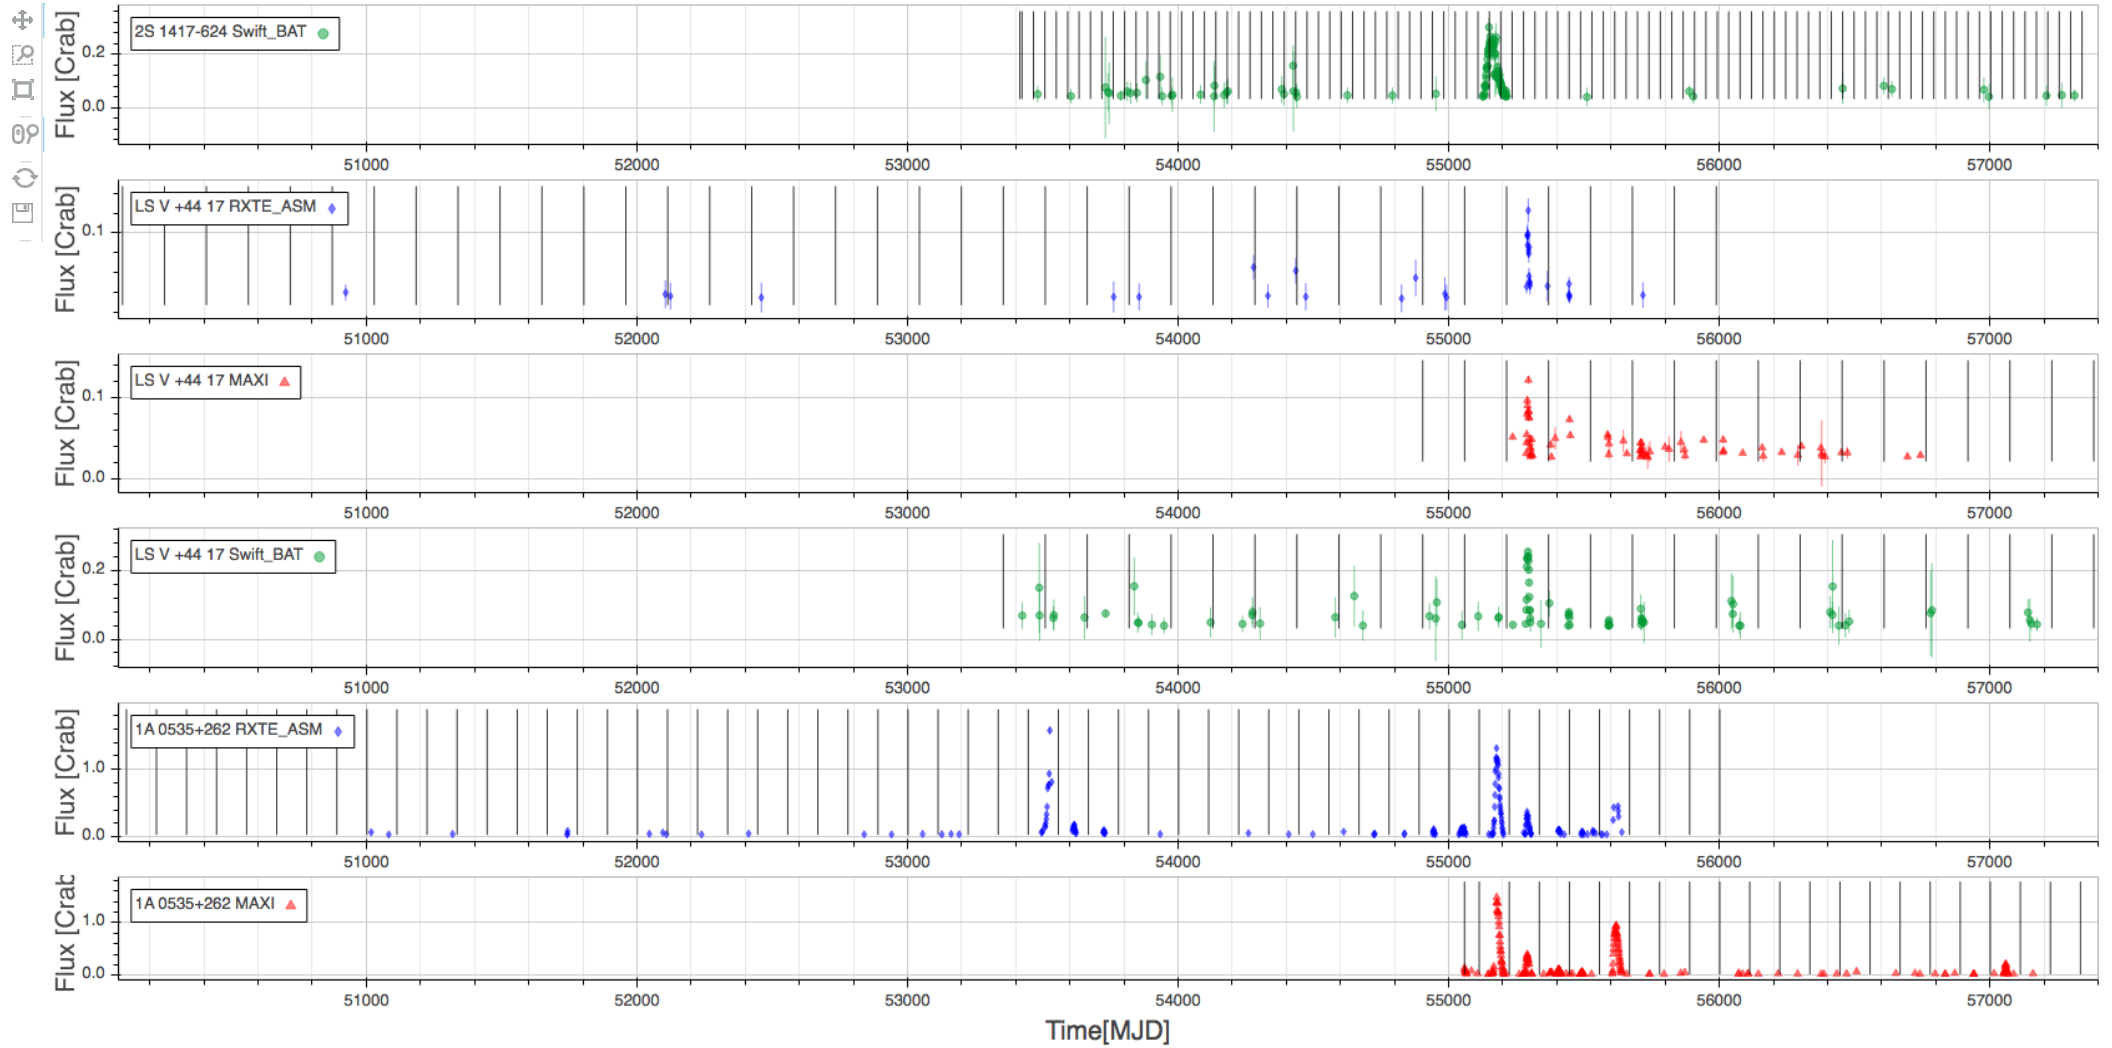 2S 1417-624 Swift_BAT
Flux [Crab]
0.2
0.0
51000 52000 53000 54000 55000 56000 57000
LS V +44 17 RXTE_ASM
Flux [Crab]
0.1
51000 52000 53000 54000 55000 56000 57000
LS V +44 17 MAXI
Flux [Crab]
0.1
0.0
51000 52000 53000 54000 55000 56000 57000
LS V +44 17 Swift_BAT
Flux [Crab]
0.2
0.0
51000 52000 53000 54000 55000 56000 57000
1A 0535+262 RXTE_ASM
Flux [Crab]
1.0
0.0
51000 52000 53000 54000 55000 56000 57000
1A 0535+262 MAXI
Flux [Crab
1.0
0.0
51000 52000 53000 54000 55000 56000 57000
Time[MJD]